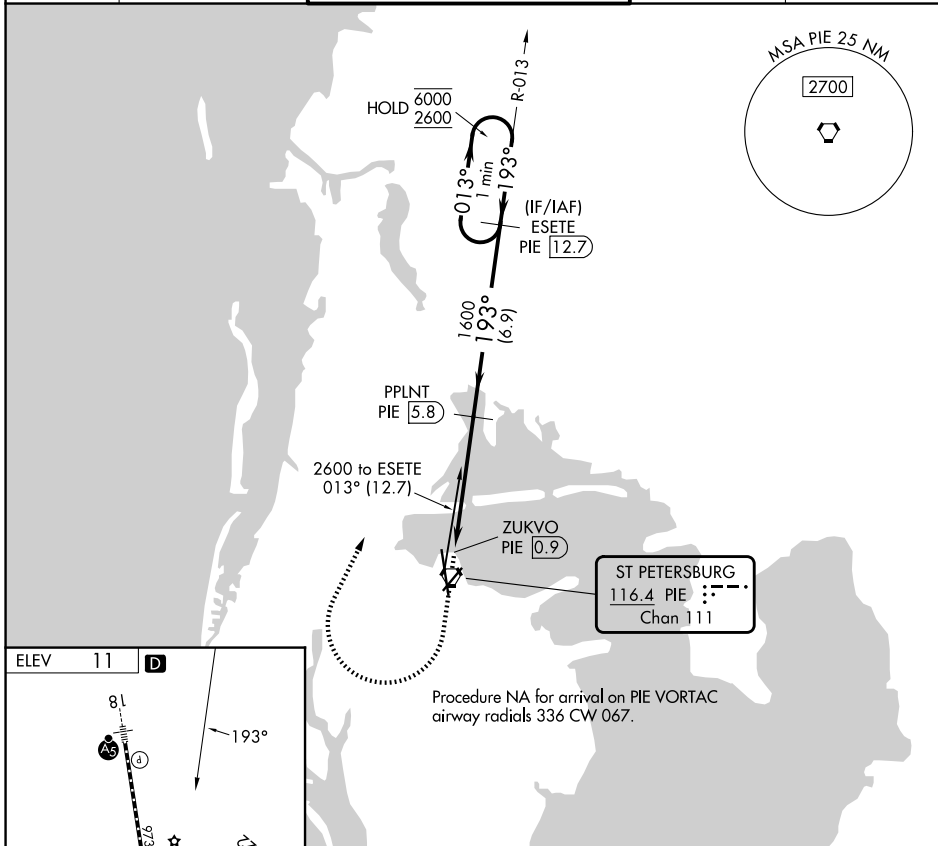 MSA PIE 25 NM
2700
R-013
HOLD 6000
2600
013°
1 min
193°
(IF/IAF)
ESETE
PIE 12.7
1600
193°
(6.9)
PPLNT
PIE 5.8
2600 to ESETE
013° (12.7)
ZUKVO
PIE 0.9
ST PETERSBURG
116.4 PIE
Chan 111
Procedure NA for arrival on PIE VORTAC
airway radials 336 CW 067.
ELEV 11 D
18
A5
P
193°
973
22